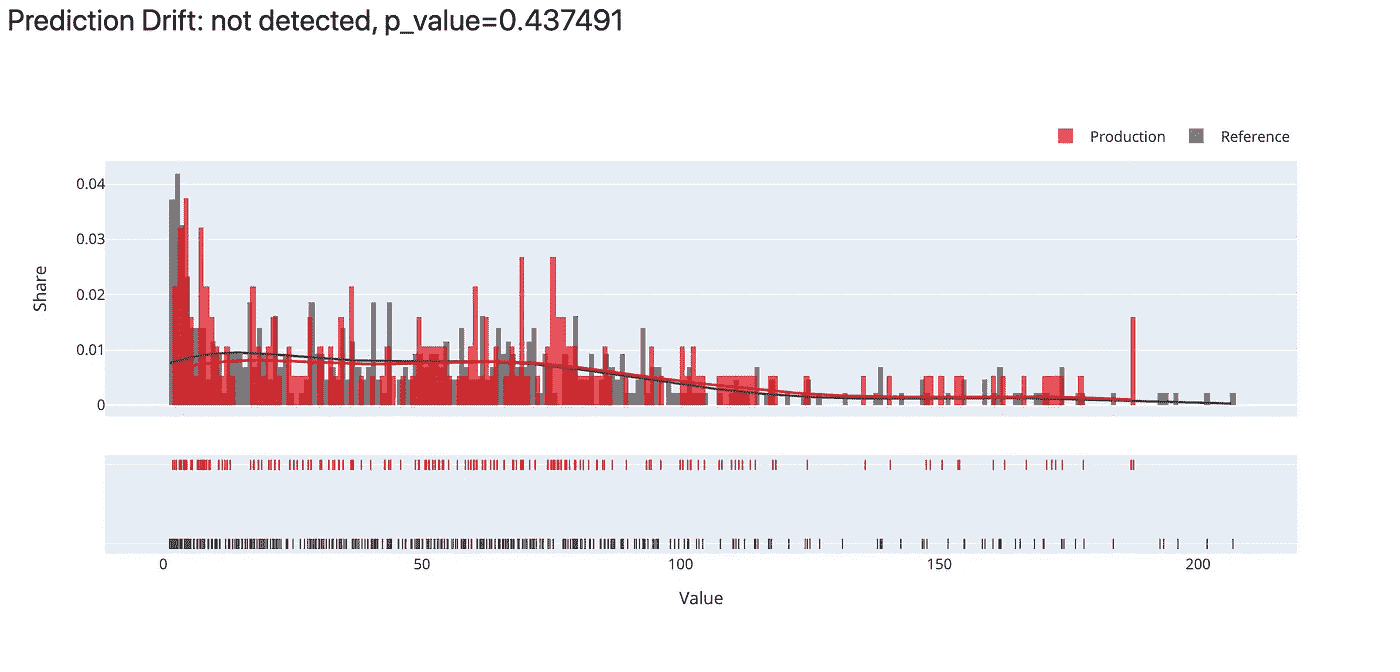 Prediction Drift: not detected, p_value=0.437491
Production Reference
0.04
0.03
0.02
0.01
0
Share
0 50 100 150 200
Value